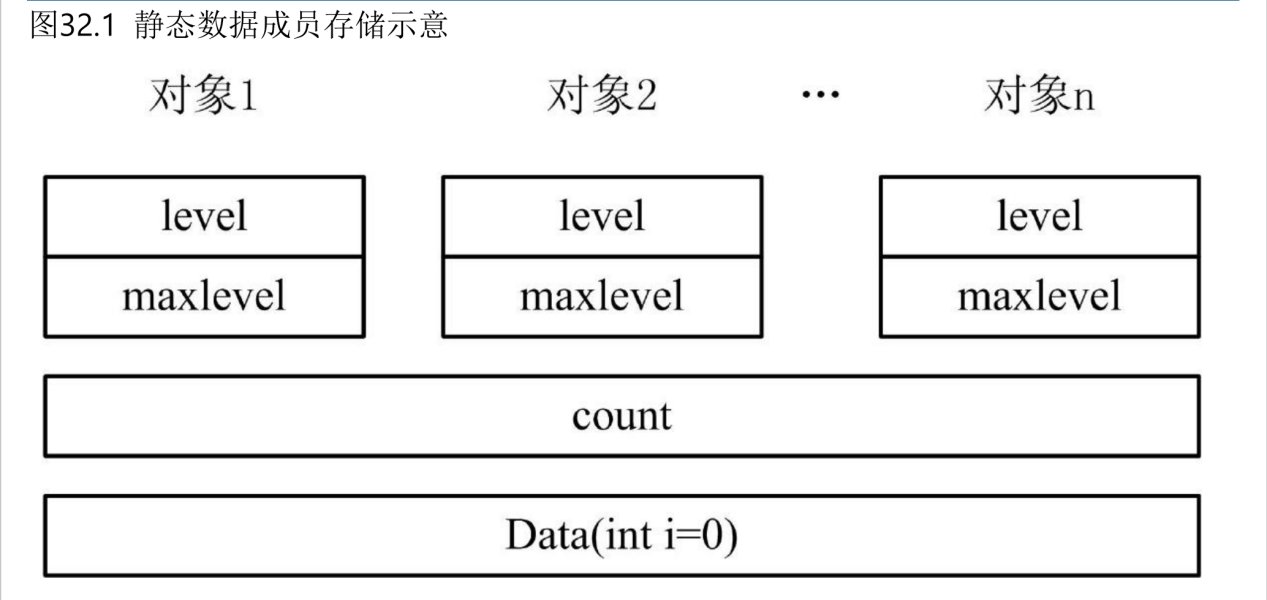 图32.1 静态数据成员存储示意
对象1 对象2 … 对象n
level level level
maxlevel maxlevel maxlevel
count
Data(int i=0)